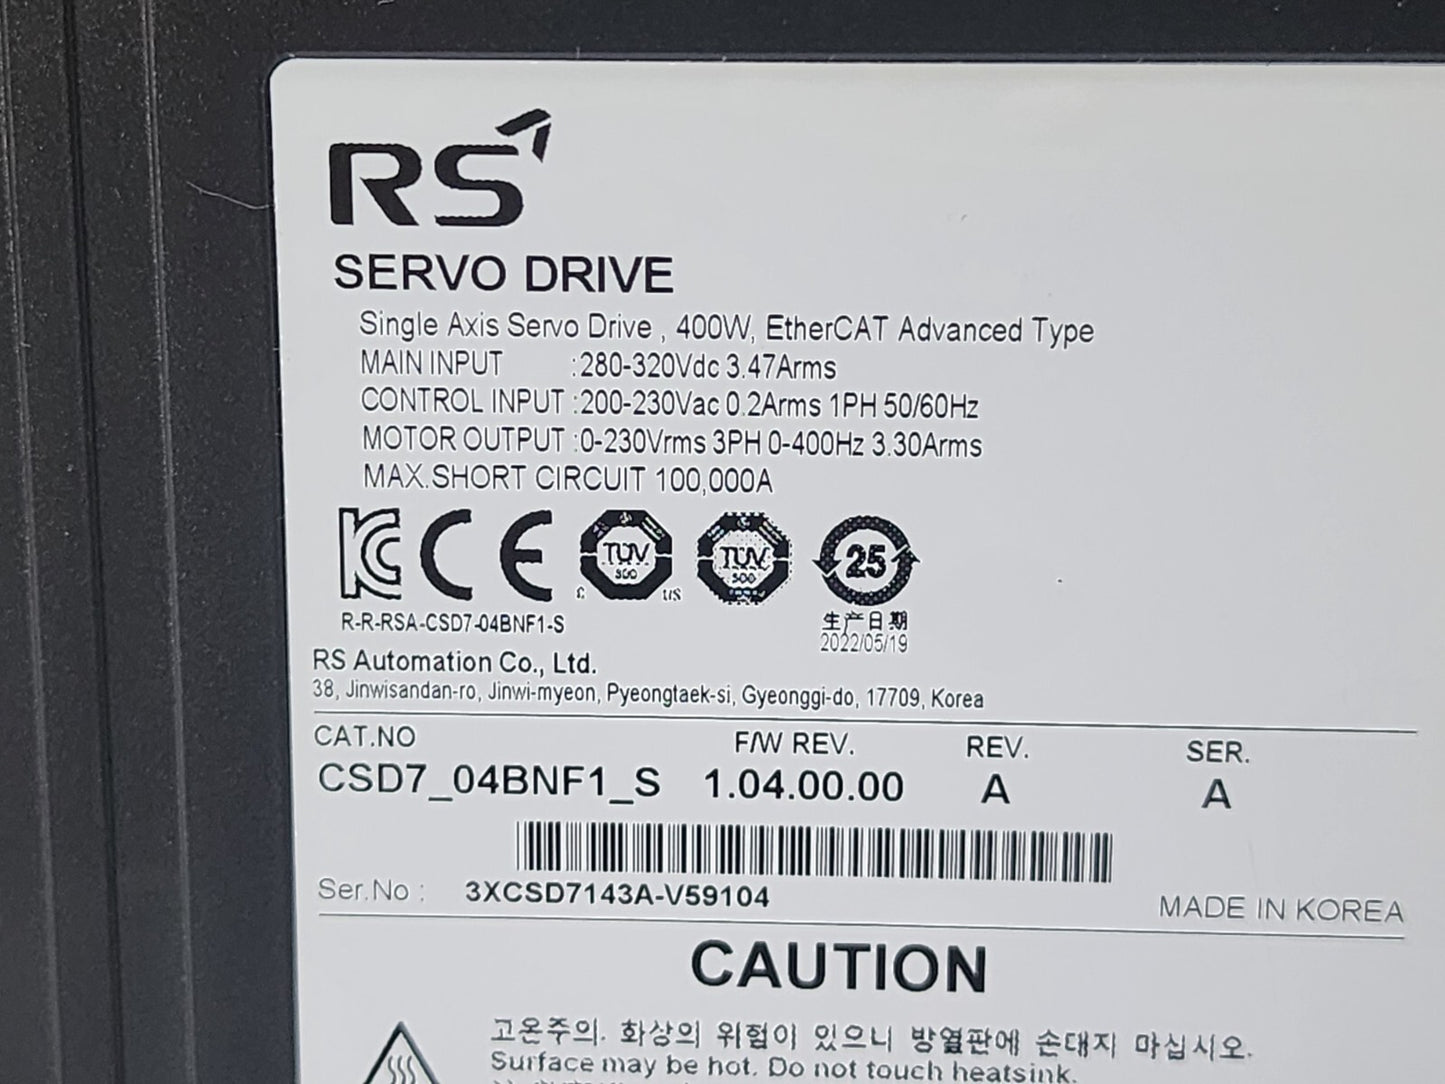 RS
SERVO DRIVE
Single Axis Servo Drive , 400W, EtherCAT Advanced Type
MAIN INPUT :280-320Vdc 3.47Arms
CONTROL INPUT :200-230Vac 0.2Arms 1PH 50/60Hz
MOTOR OUTPUT :0-230Vrms 3PH 0-400Hz 3.30Arms
MAX.SHORT CIRCUIT 100,000A
KC CE TÜV SÜD C US TÜV SÜD 25
R-R-RSA-CSD7-04BNF1-S
生产日期
2022/05/19
RS Automation Co., Ltd.
38, Jinwisandan-ro, Jinwi-myeon, Pyeongtaek-si, Gyeonggi-do, 17709, Korea
CAT.NO F/W REV. REV. SER.
CSD7_04BNF1_S 1.04.00.00 A A
Ser.No : 3XCSD7143A-V59104
MADE IN KOREA
CAUTION
고온주의. 화상의 위험이 있으니 방열판에 손대지 마십시오.
Surface may be hot. Do not touch heatsink.